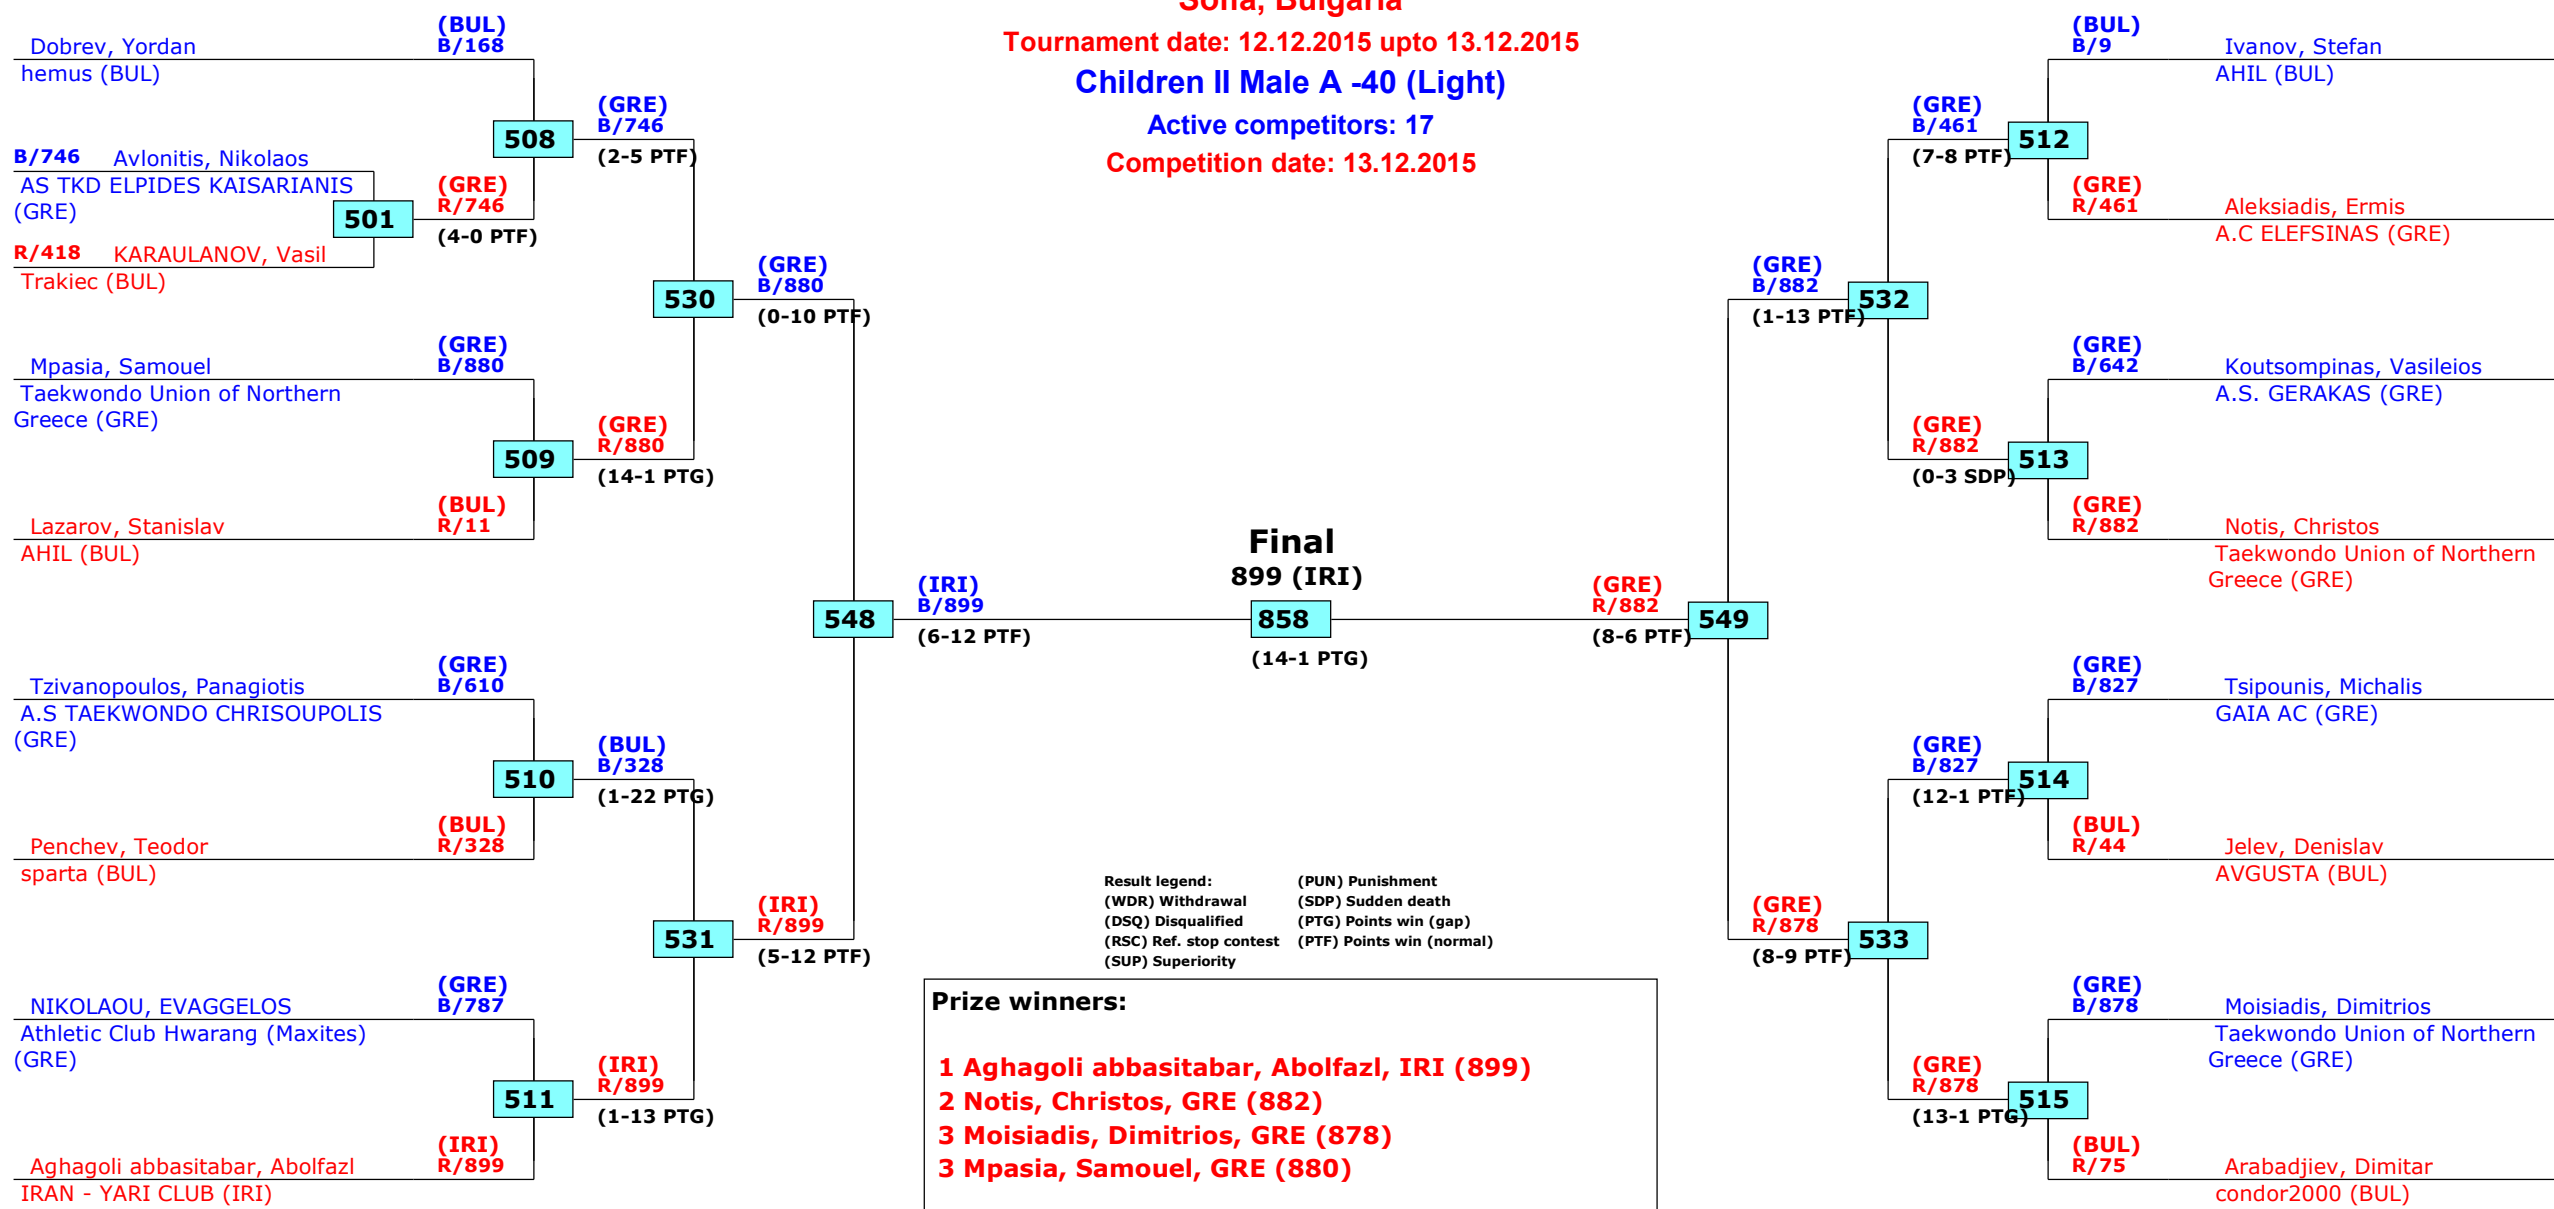 Sofia, Bulgaria
Tournament date: 12.12.2015 upto 13.12.2015
Children II Male A -40 (Light)
Active competitors: 17
Competition date: 13.12.2015
Dobrev, Yordan
hemus (BUL)
(BUL)
B/168
B/746 Avlonitis, Nikolaos
AS TKD ELPIDES KAISARIANIS
(GRE)
R/418 KARAULANOV, Vasil
Trakiec (BUL)
501
(GRE)
R/746
(4-0 PTF)
508
(GRE)
B/746
(2-5 PTF)
Mpasia, Samouel
Taekwondo Union of Northern
Greece (GRE)
(GRE)
B/880
Lazarov, Stanislav
AHIL (BUL)
(BUL)
R/11
509
(GRE)
R/880
(14-1 PTG)
530
(GRE)
B/880
(0-10 PTF)
Tzivanopoulos, Panagiotis
A.S TAEKWONDO CHRISOUPOLIS
(GRE)
(GRE)
B/610
Penchev, Teodor
sparta (BUL)
(BUL)
R/328
510
(BUL)
B/328
(1-22 PTG)
NIKOLAOU, EVAGGELOS
Athletic Club Hwarang (Maxites)
(GRE)
(GRE)
B/787
Aghagoli abbasitabar, Abolfazl
IRAN - YARI CLUB (IRI)
(IRI)
R/899
511
(IRI)
R/899
(1-13 PTG)
531
(IRI)
R/899
(5-12 PTF)
548
(IRI)
B/899
(6-12 PTF)
Final
899 (IRI)
858
(14-1 PTG)
(GRE)
R/882
(8-6 PTF)
549
(GRE)
B/882
(1-13 PTF)
532
(GRE)
B/461
(7-8 PTF)
512
(BUL)
B/9
Ivanov, Stefan
AHIL (BUL)
(GRE)
R/461
Aleksiadis, Ermis
A.C ELEFSINAS (GRE)
(GRE)
R/882
(0-3 SDP)
513
(GRE)
B/642
Koutsompinas, Vasileios
A.S. GERAKAS (GRE)
(GRE)
R/882
Notis, Christos
Taekwondo Union of Northern
Greece (GRE)
(GRE)
R/878
(8-9 PTF)
533
(GRE)
B/827
(12-1 PTF)
514
(GRE)
B/827
Tsipounis, Michalis
GAIA AC (GRE)
(BUL)
R/44
Jelev, Denislav
AVGUSTA (BUL)
(GRE)
R/878
(13-1 PTG)
515
(GRE)
B/878
Moisiadis, Dimitrios
Taekwondo Union of Northern
Greece (GRE)
(BUL)
R/75
Arabadjiev, Dimitar
condor2000 (BUL)
Result legend: (PUN) Punishment
(WDR) Withdrawal (SDP) Sudden death
(DSQ) Disqualified (PTG) Points win (gap)
(RSC) Ref. stop contest (PTF) Points win (normal)
(SUP) Superiority
Prize winners:
1 Aghagoli abbasitabar, Abolfazl, IRI (899)
2 Notis, Christos, GRE (882)
3 Moisiadis, Dimitrios, GRE (878)
3 Mpasia, Samouel, GRE (880)